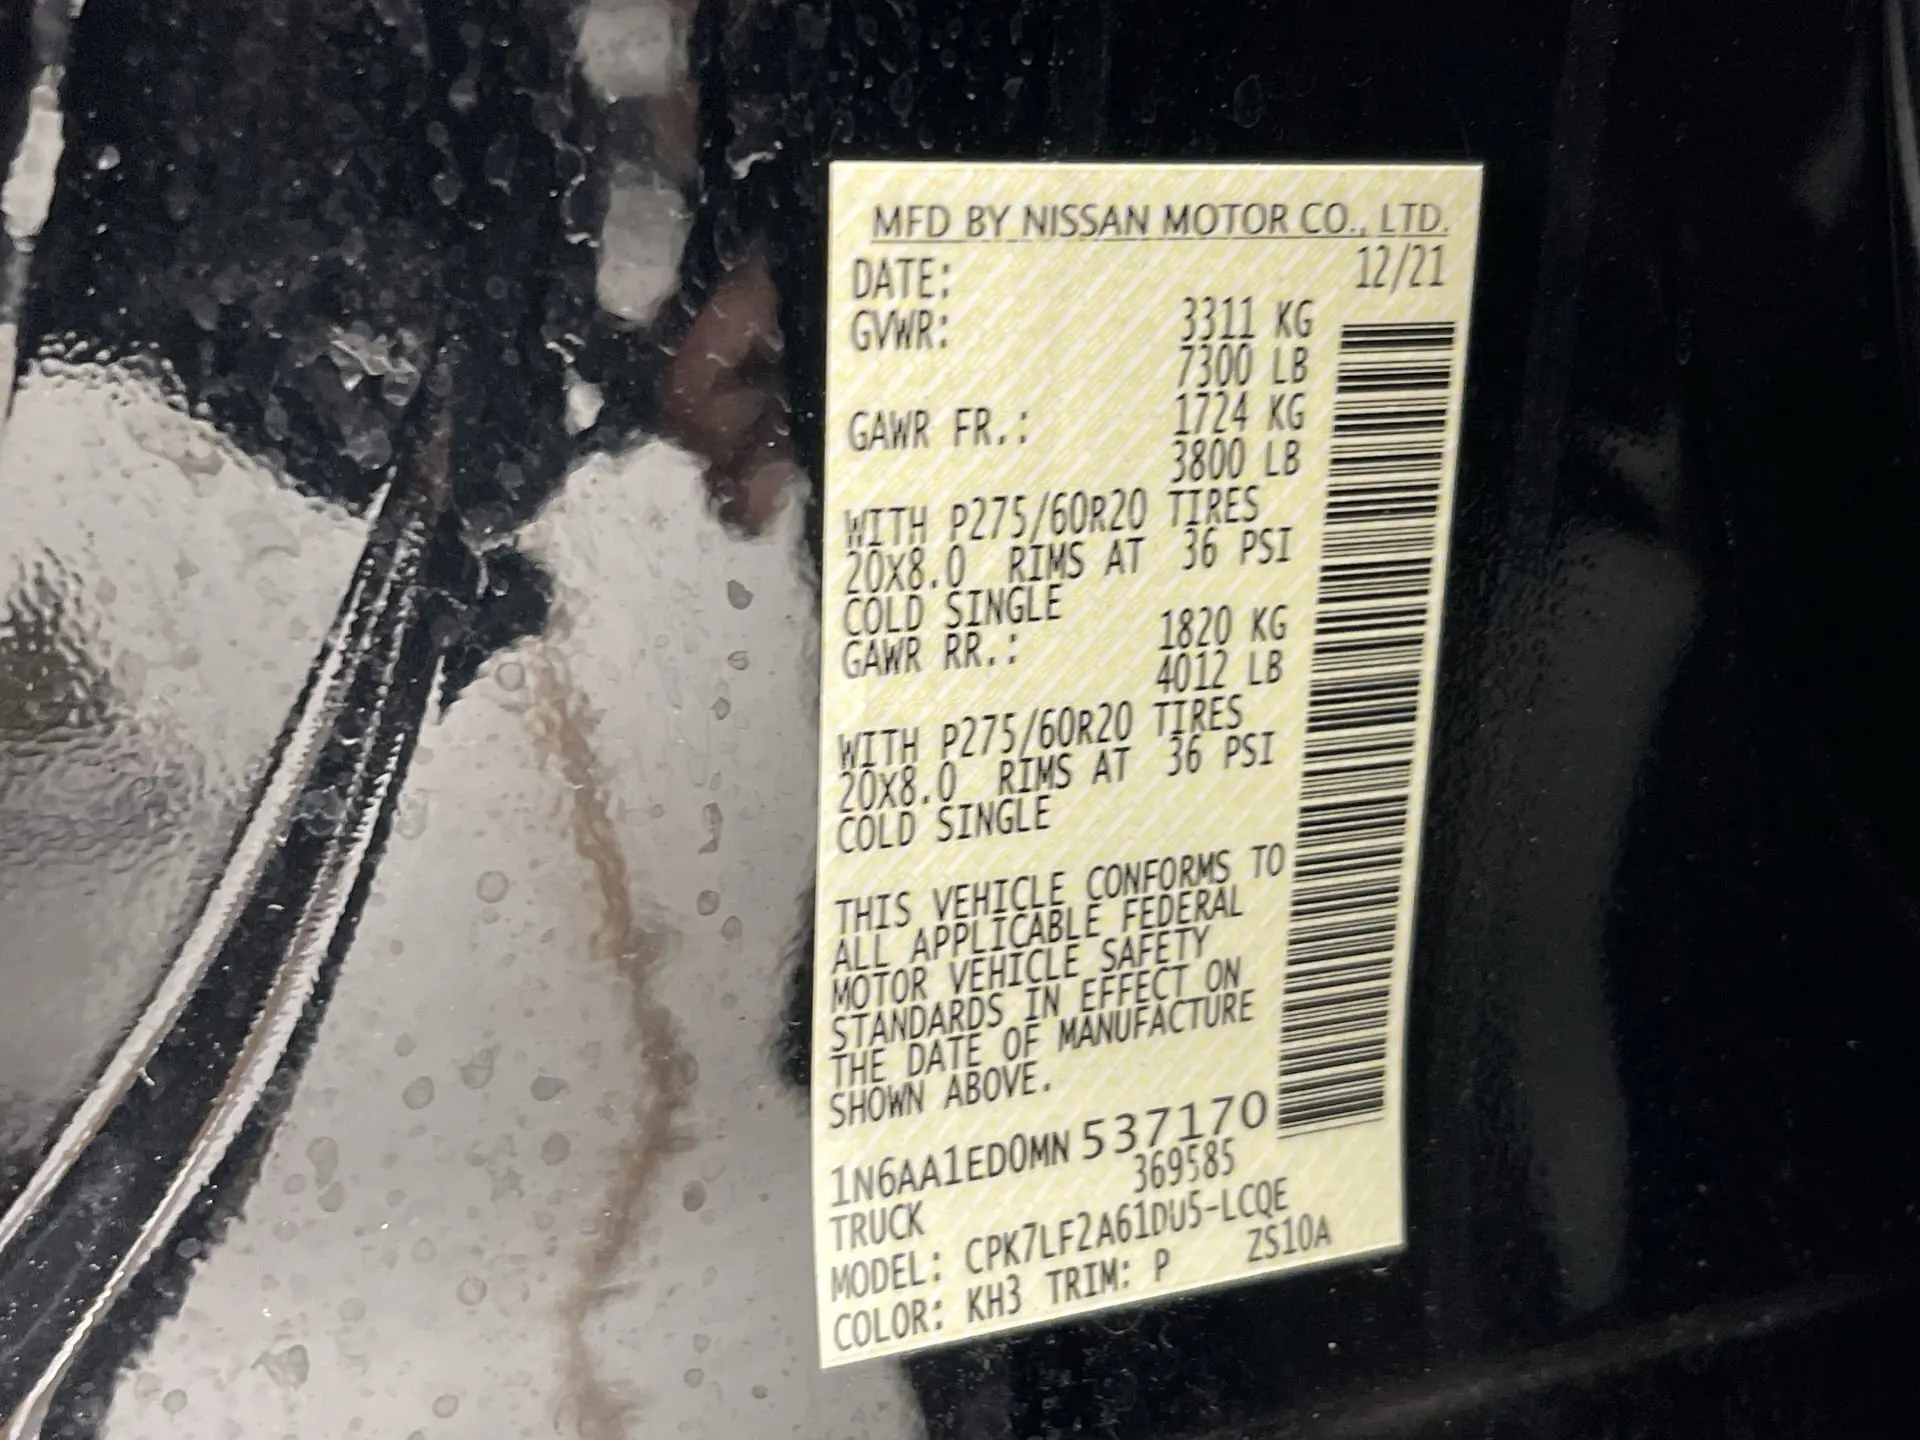 MFD BY NISSAN MOTOR CO., LTD.
DATE: 12/21
GVWR: 3311 KG
7300 LB
GAWR FR.: 1724 KG
3800 LB
WITH P275/60R20 TIRES
20X8.0 RIMS AT 36 PSI
COLD SINGLE
GAWR RR.: 1820 KG
4012 LB
WITH P275/60R20 TIRES
20X8.0 RIMS AT 36 PSI
COLD SINGLE
THIS VEHICLE CONFORMS TO
ALL APPLICABLE FEDERAL
MOTOR VEHICLE SAFETY
STANDARDS IN EFFECT ON
THE DATE OF MANUFACTURE
SHOWN ABOVE.
1N6AA1ED0MN 537170
369585
TRUCK
MODEL: CPK7LF2A61DU5-LCQE
COLOR: KH3 TRIM: P ZS10A